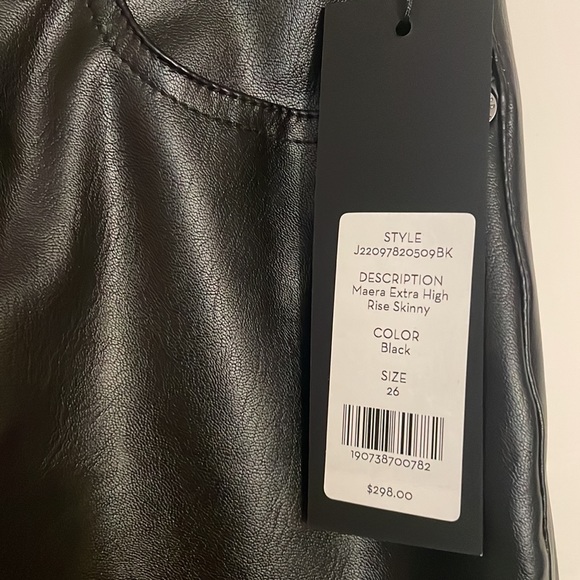 STYLE
J22097820509BK
DESCRIPTION
Maera Extra High
Rise Skinny
COLOR
Black
SIZE
26
190738700782
$298.00